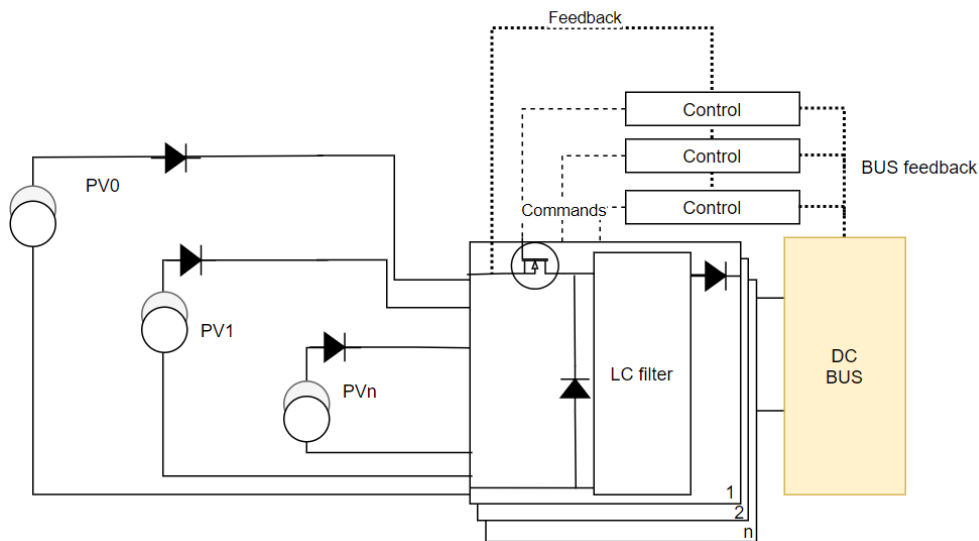 Feedback
Control
Control
BUS feedback
Control
Commands
PV0
PV1
PVn
LC filter
DC
BUS
1
2
n